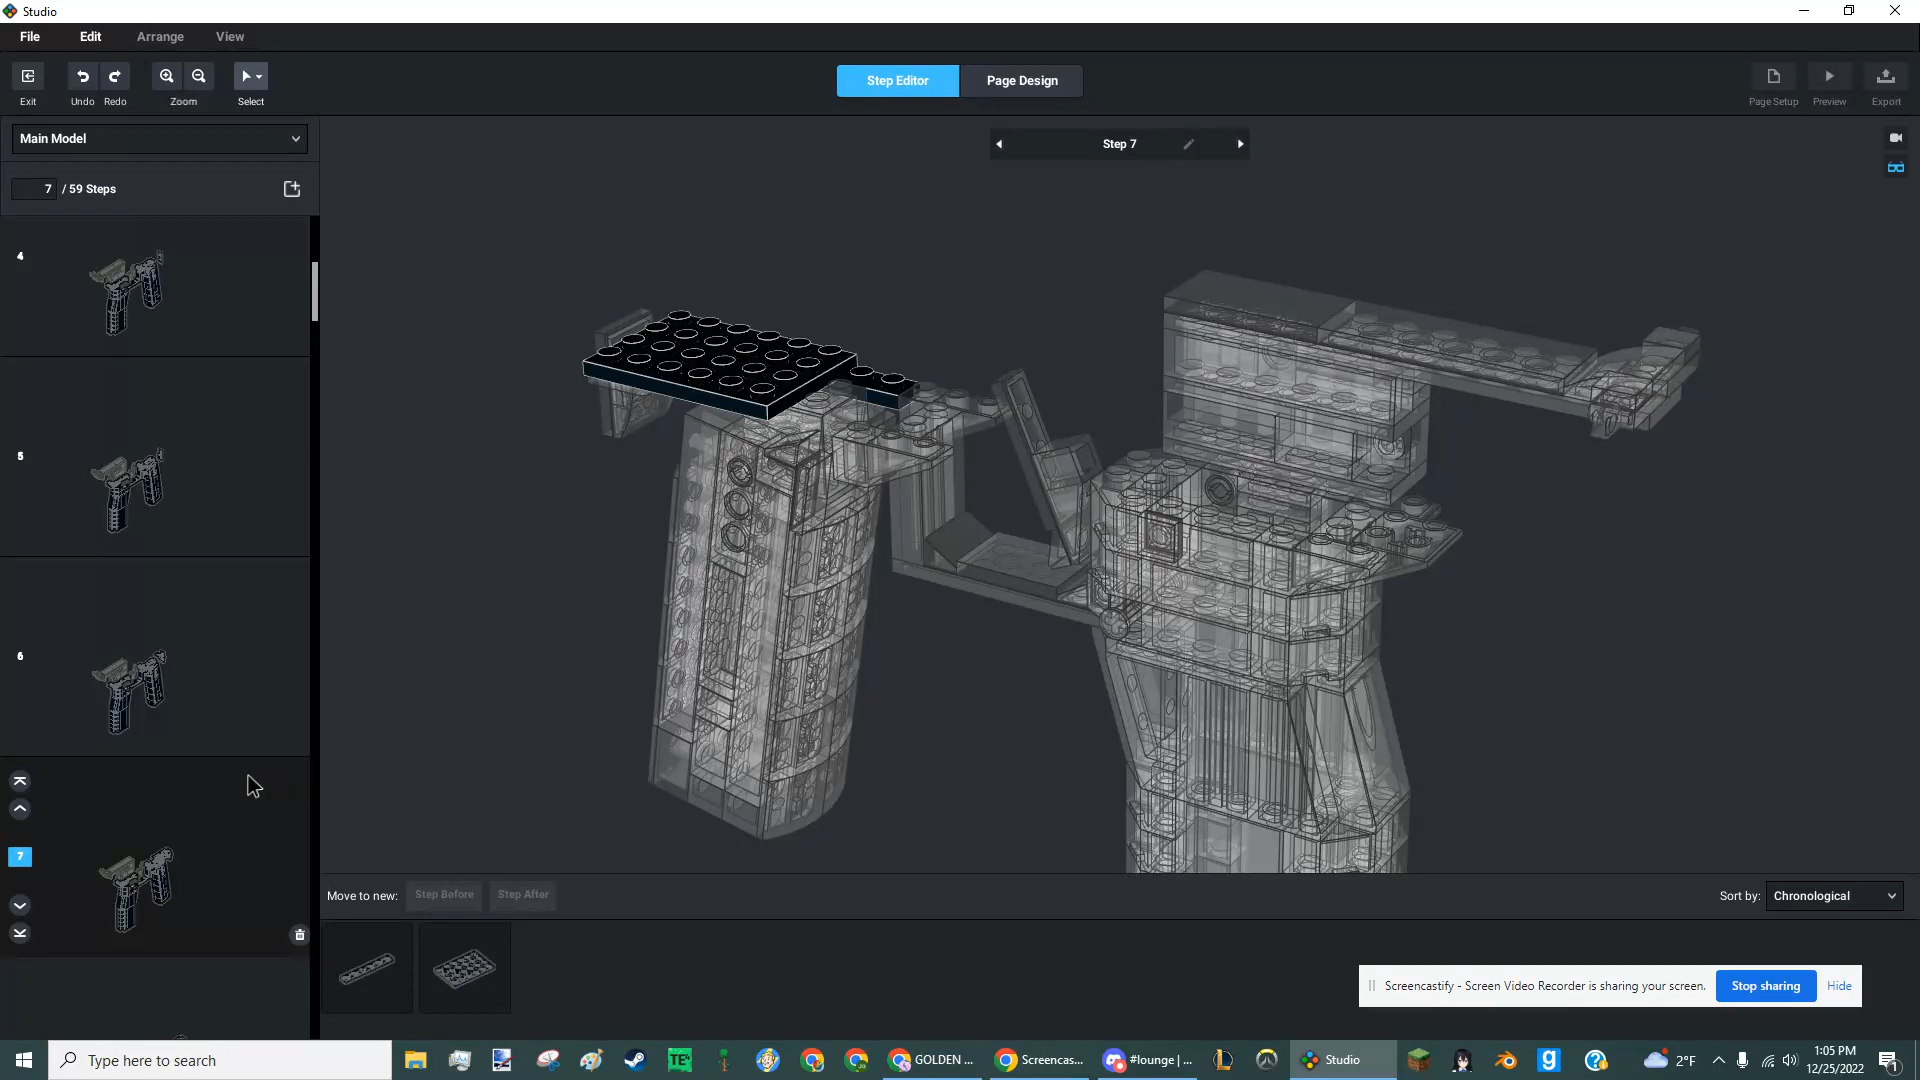 Studio
File Edit Arrange View
Exit Undo Redo Zoom Select
Step Editor Page Design
Page Setup Preview Export
Main Model
Step 7
7 / 59 Steps
4
5
6
7
Move to new: Step Before Step After
Sort by: Chronological
Screencastify - Screen Video Recorder is sharing your screen. Stop sharing Hide
Type here to search
TE
GOLDEN ...
Screencas...
#lounge | ...
Studio
2°F
1:05 PM
12/25/2022
1